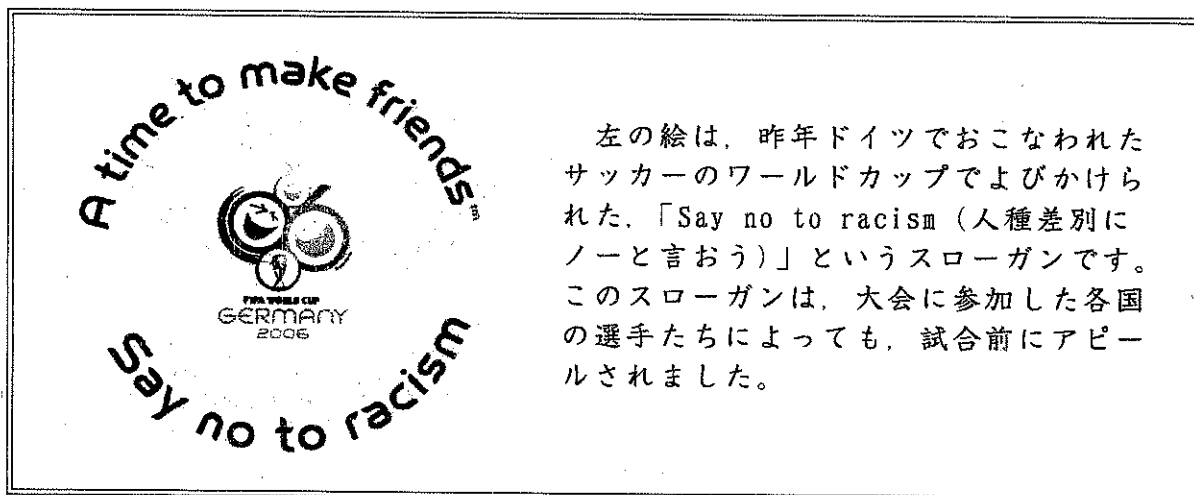 A time to make friends™
FIFA WORLD CUP
GERMANY
2006
Say no to racism
左の絵は，昨年ドイツでおこなわれた
サッカーのワールドカップでよびかけら
れた，「Say no to racism（人種差別に
ノーと言おう）」というスローガンです。
このスローガンは，大会に参加した各国
の選手たちによっても，試合前にアピー
ルされました。